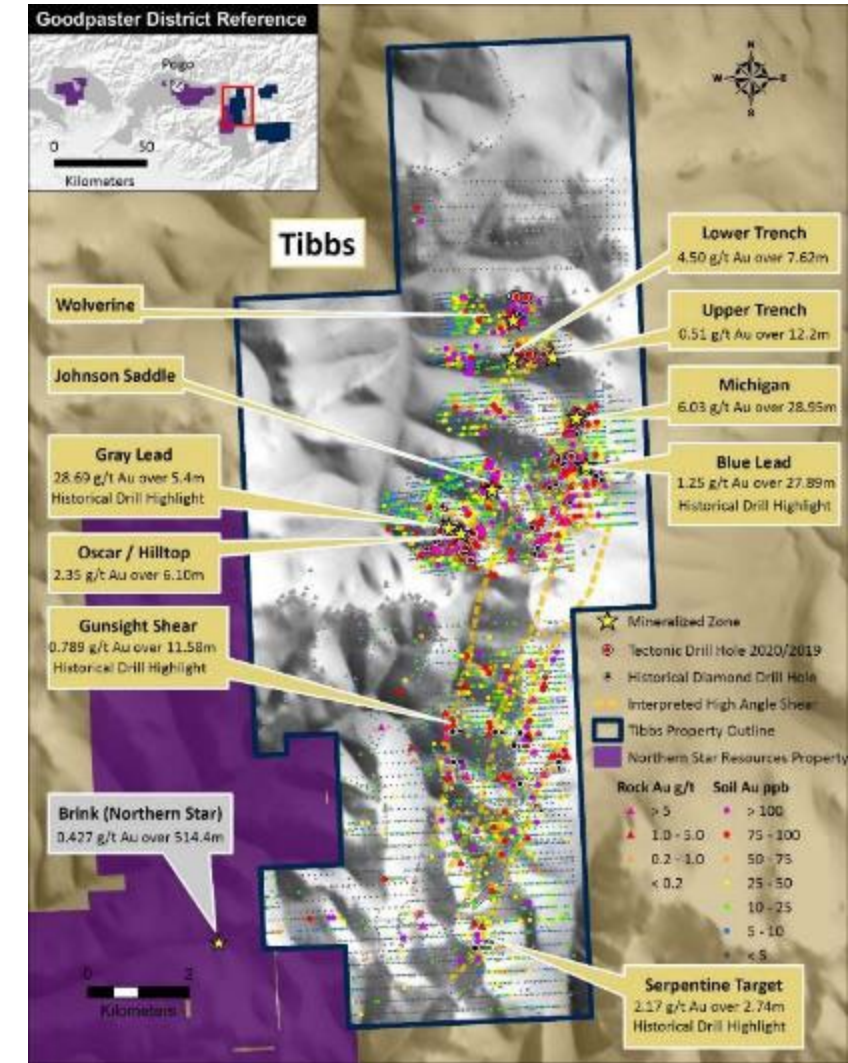 Goodpaster District Reference
Pogo
0 50
Kilometers
N
W E
S
Tibbs
Lower Trench
4.50 g/t Au over 7.62m
Wolverine
Upper Trench
0.51 g/t Au over 12.2m
Johnson Saddle
Michigan
6.03 g/t Au over 28.95m
Gray Lead
28.69 g/t Au over 5.4m
Historical Drill Highlight
Blue Lead
1.25 g/t Au over 27.89m
Historical Drill Highlight
Oscar / Hilltop
2.35 g/t Au over 6.10m
Gunsight Shear
0.789 g/t Au over 11.58m
Historical Drill Highlight
Mineralized Zone
Tectonic Drill Hole 2020/2019
Historical Diamond Drill Hole
Interpreted High Angle Shear
Tibbs Property Outline
Northern Star Resources Property
Rock Au g/t
> 5
1.0 - 5.0
0.2 - 1.0
< 0.2
Soil Au ppb
> 100
75 - 100
50 - 75
25 - 50
10 - 25
5 - 10
< 5
Brink (Northern Star)
0.427 g/t Au over 514.4m
0 2
Kilometers
Serpentine Target
2.17 g/t Au over 2.74m
Historical Drill Highlight